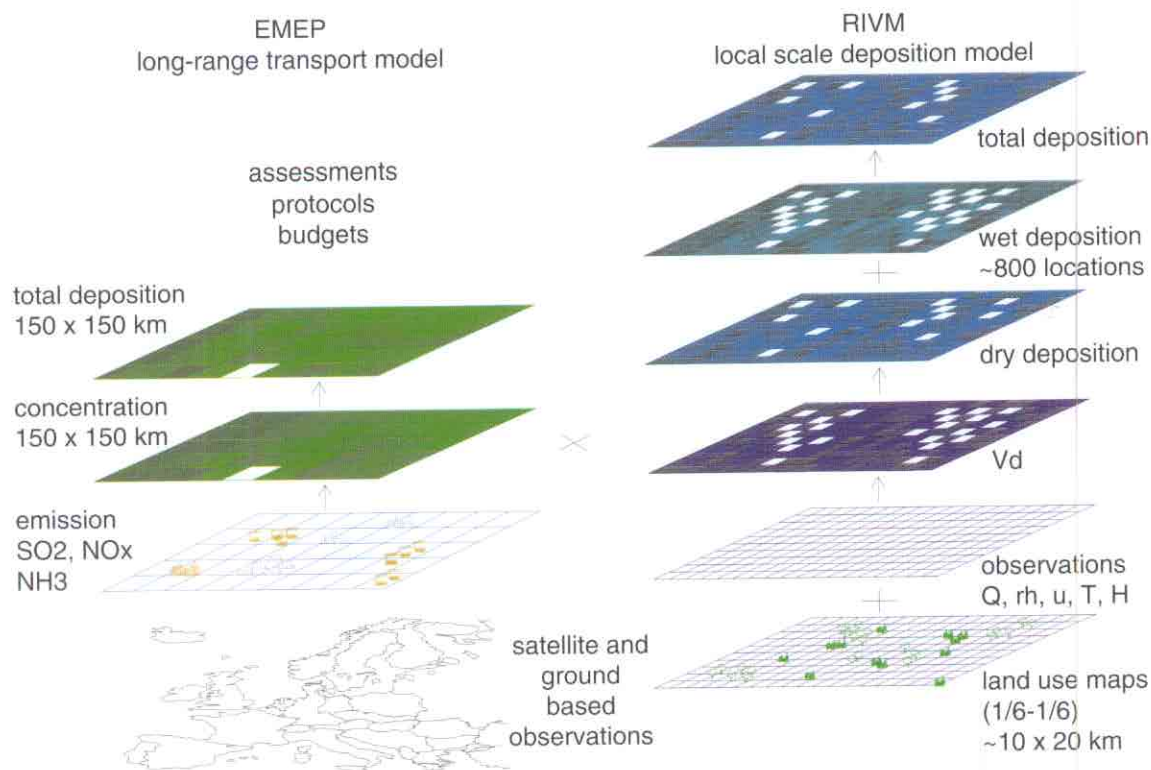 EMEP
long-range transport model
assessments
protocols
budgets
total deposition
150 x 150 km
concentration
150 x 150 km
emission
SO2, NOx
NH3
satellite and
ground
based
observations
RIVM
local scale deposition model
total deposition
wet deposition
~800 locations
dry deposition
Vd
observations
Q, rh, u, T, H
land use maps
(1/6-1/6)
~10 x 20 km